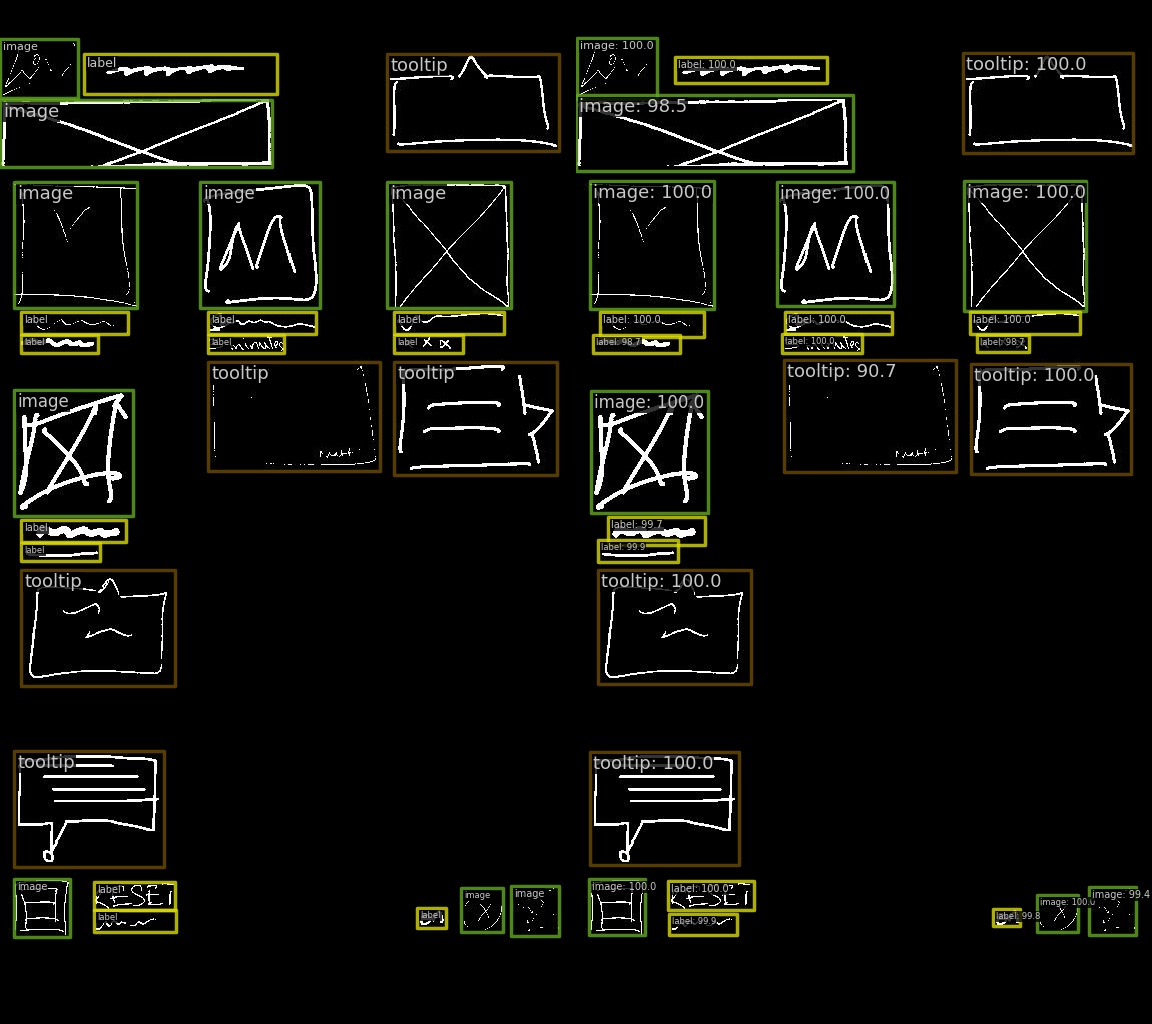 image
label
tooltip
image: 100.0
label: 100.0
tooltip: 100.0
image
image: 98.5
image
image
image
image: 100.0
image: 100.0
image: 100.0
M
M
label
label
label
label: 100.0
label: 100.0
label: 100.0
label
label
minutes
label
x x
label: 98.7
label: 100.0
label: 98.7
tooltip
tooltip
tooltip: 90.7
tooltip: 100.0
image
image: 100.0
label
label: 99.7
label
label: 99.9
tooltip
tooltip: 100.0
tooltip
tooltip: 100.0
image
label
RESET
image: 100.0
label: 100.0
RESET
label
label
image
image
label: 99.9
label: 99.8
image: 100.0
image: 99.4